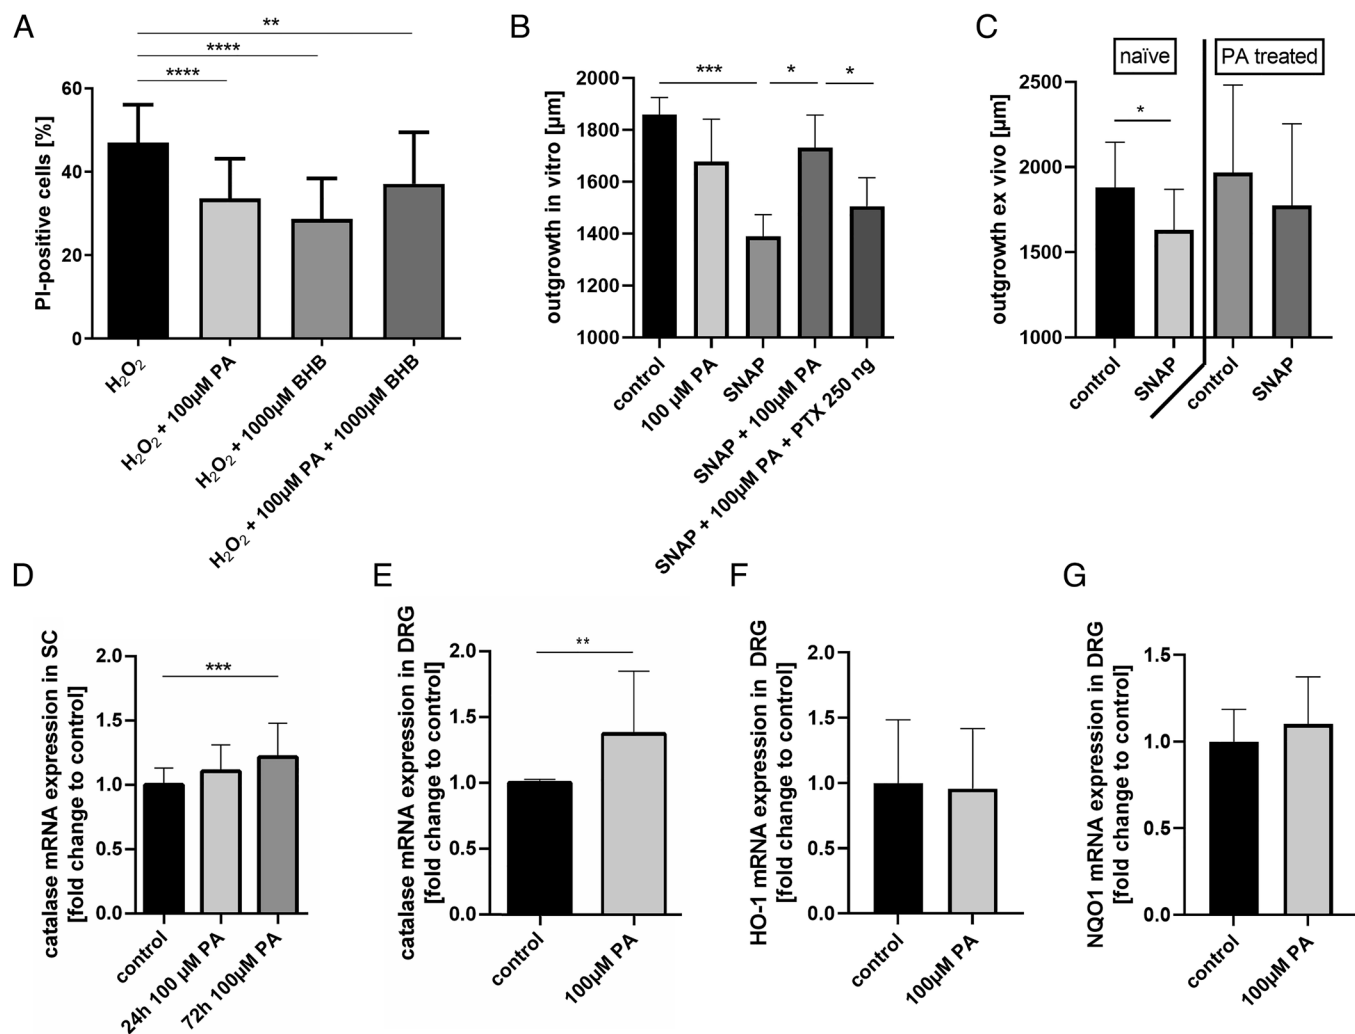 A
**
****
****
PI-positive cells [%]
60
40
20
0
H₂O₂
H₂O₂ + 100µM PA
H₂O₂ + 1000µM BHB
H₂O₂ + 100µM PA + 1000µM BHB
B
***
*
*
outgrowth in vitro [µm]
2000
1800
1600
1400
1200
1000
control
100 µM PA
SNAP
SNAP + 100µM PA
SNAP + 100µM PA + PTX 250 ng
C
naïve
PA treated
*
outgrowth ex vivo [µm]
2500
2000
1500
1000
control
SNAP
control
SNAP
D
***
catalase mRNA expression in SC
[fold change to control]
2.0
1.5
1.0
0.5
0.0
control
24h 100 µM PA
72h 100µM PA
E
**
catalase mRNA expression in DRG
[fold change to control]
2.0
1.5
1.0
0.5
0.0
control
100µM PA
F
HO-1 mRNA expression in DRG
[fold change to control]
2.0
1.5
1.0
0.5
0.0
control
100µM PA
G
NQO1 mRNA expression in DRG
[fold change to control]
1.5
1.0
0.5
0.0
control
100µM PA